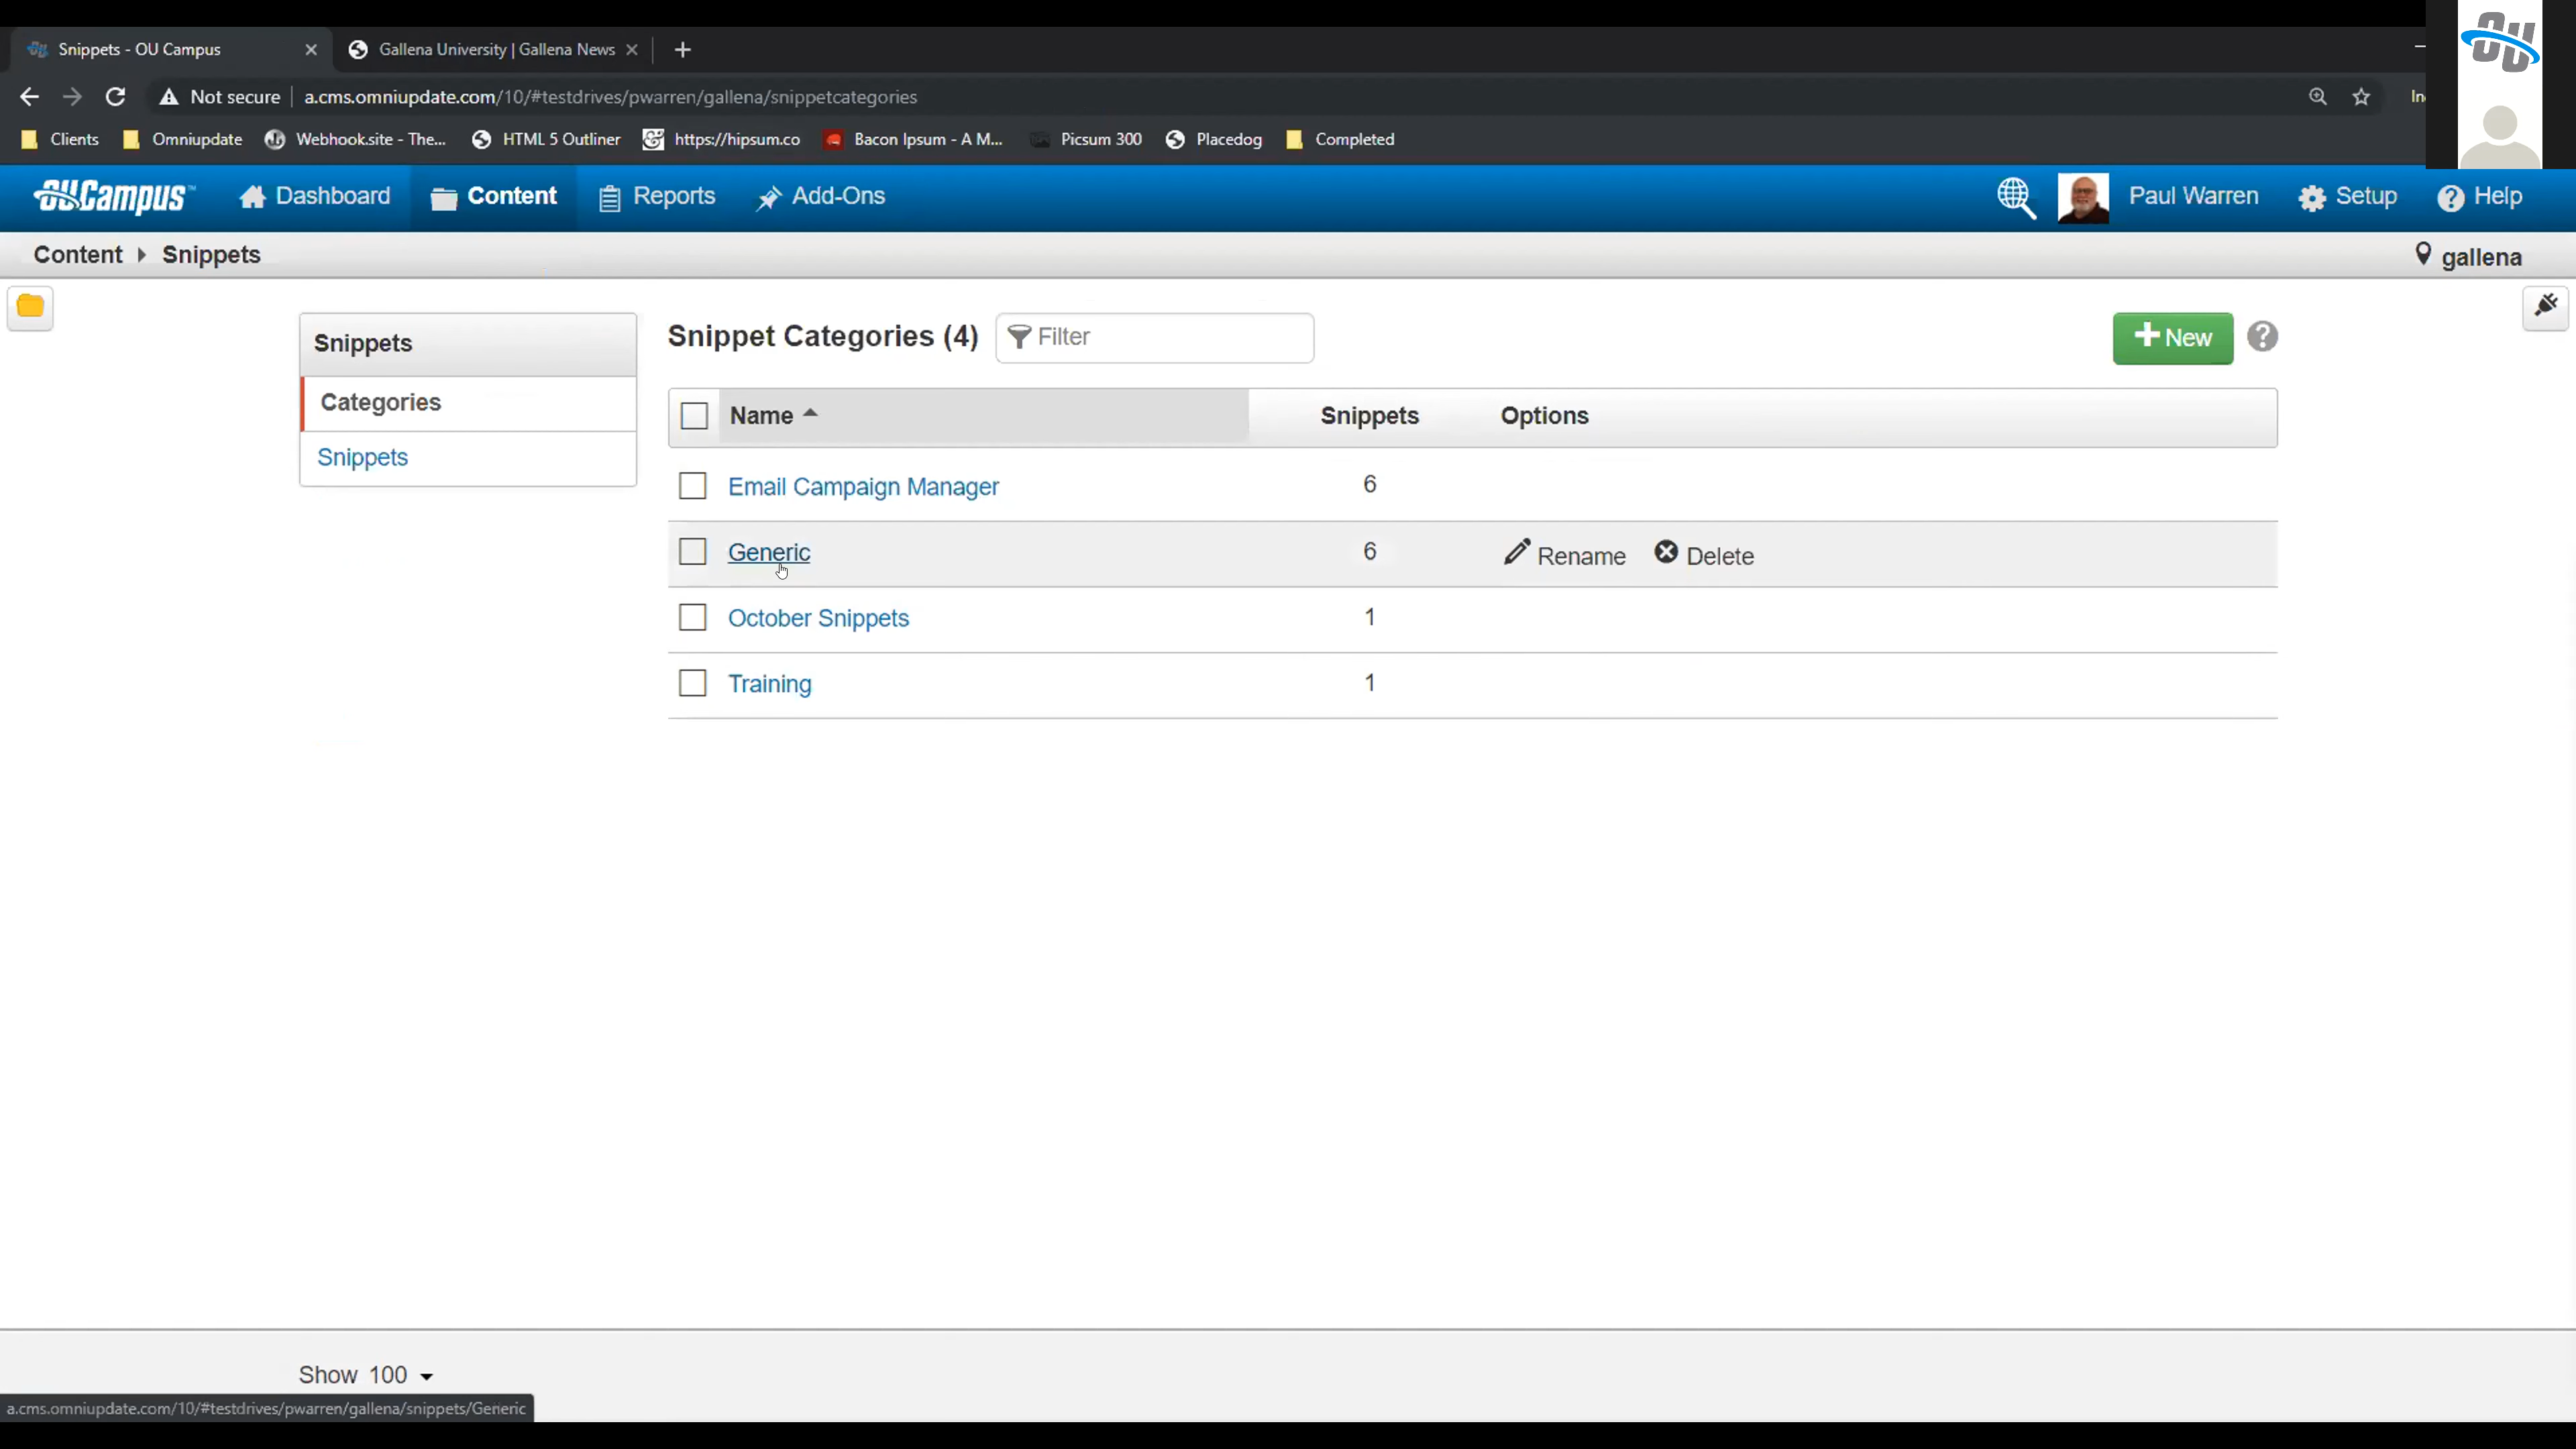 Snippets - OU Campus
Gallena University | Gallena News
Not secure
a.cms.omniupdate.com/10/#testdrives/pwarren/gallena/snippetcategories
Clients
Omniupdate
Webhook.site - The...
HTML 5 Outliner
https://hipsum.co
Bacon Ipsum - A M...
Picsum 300
Placedog
Completed
OU
OUCampus™
Dashboard
Content
Reports
Add-Ons
Paul Warren
Setup
Help
Content
Snippets
gallena
Snippets
Categories
Snippets
Snippet Categories (4)
Filter
New
Name
Snippets
Options
Email Campaign Manager
6
Generic
6
Rename
Delete
October Snippets
1
Training
1
Show 100
a.cms.omniupdate.com/10/#testdrives/pwarren/gallena/snippets/Generic